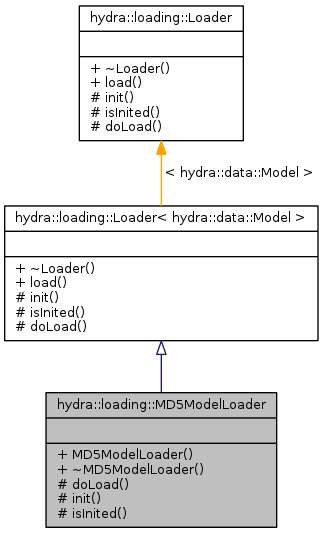 hydra::loading::Loader
+ ~Loader()
+ load()
# init()
# isInited()
# doLoad()
< hydra::data::Model >
hydra::loading::Loader< hydra::data::Model >
+ ~Loader()
+ load()
# init()
# isInited()
# doLoad()
hydra::loading::MD5ModelLoader
+ MD5ModelLoader()
+ ~MD5ModelLoader()
# doLoad()
# init()
# isInited()